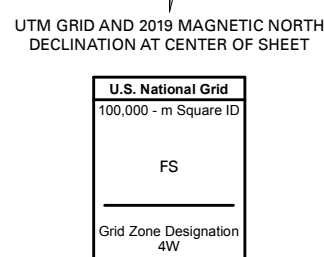 UTM GRID AND 2019 MAGNETIC NORTH
DECLINATION AT CENTER OF SHEET
U.S. National Grid
100,000 - m Square ID
FS
Grid Zone Designation
4W